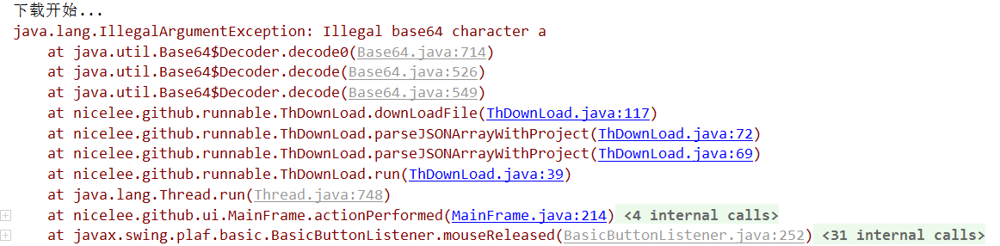 下载开始...
java.lang.IllegalArgumentException: Illegal base64 character a
at java.util.Base64$Decoder.decode0(Base64.java:714)
at java.util.Base64$Decoder.decode(Base64.java:526)
at java.util.Base64$Decoder.decode(Base64.java:549)
at nicelee.github.runnable.ThDownLoad.downLoadFile(ThDownLoad.java:117)
at nicelee.github.runnable.ThDownLoad.parseJSONArrayWithProject(ThDownLoad.java:72)
at nicelee.github.runnable.ThDownLoad.parseJSONArrayWithProject(ThDownLoad.java:69)
at nicelee.github.runnable.ThDownLoad.run(ThDownLoad.java:39)
at java.lang.Thread.run(Thread.java:748)
at nicelee.github.ui.MainFrame.actionPerformed(MainFrame.java:214) <4 internal calls>
at javax.swing.plaf.basic.BasicButtonListener.mouseReleased(BasicButtonListener.java:252) <31 internal calls>